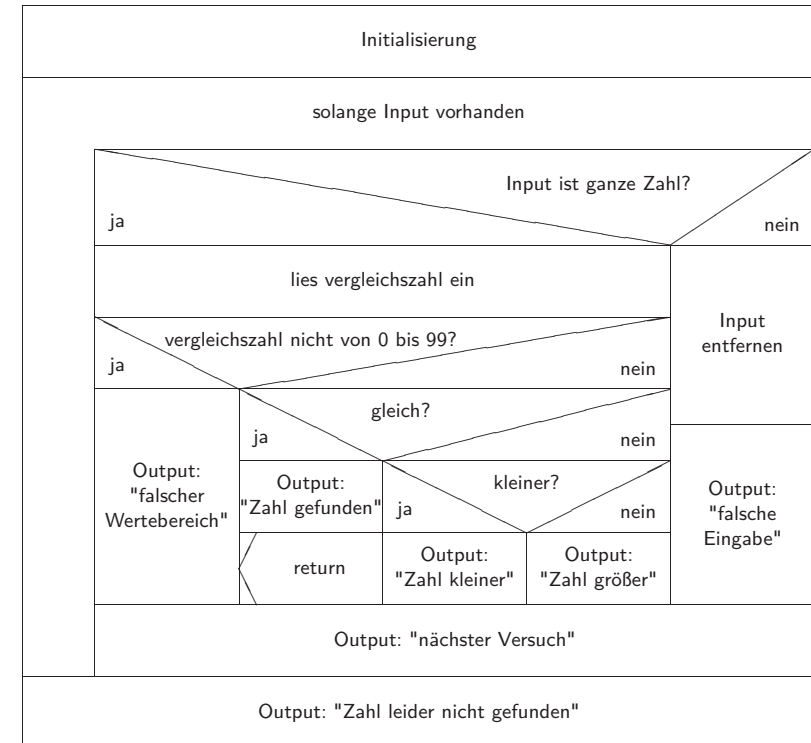 Initialisierung
solange Input vorhanden
Input ist ganze Zahl?
ja
nein
lies vergleichszahl ein
vergleichszahl nicht von 0 bis 99?
ja
nein
Input
entfernen
gleich?
ja
nein
Output:
"falscher
Wertebereich"
Output:
"Zahl gefunden"
kleiner?
ja
nein
return
Output:
"Zahl kleiner"
Output:
"Zahl größer"
Output:
"falsche
Eingabe"
Output: "nächster Versuch"
Output: "Zahl leider nicht gefunden"